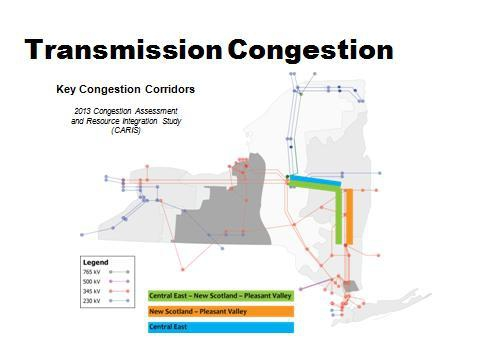 Transmission Congestion
Key Congestion Corridors
2013 Congestion Assessment
and Resource Integration Study
(CARIS)
Legend
765 kV
500 kV
345 kV
230 kV
Central East – New Scotland – Pleasant Valley
New Scotland – Pleasant Valley
Central East